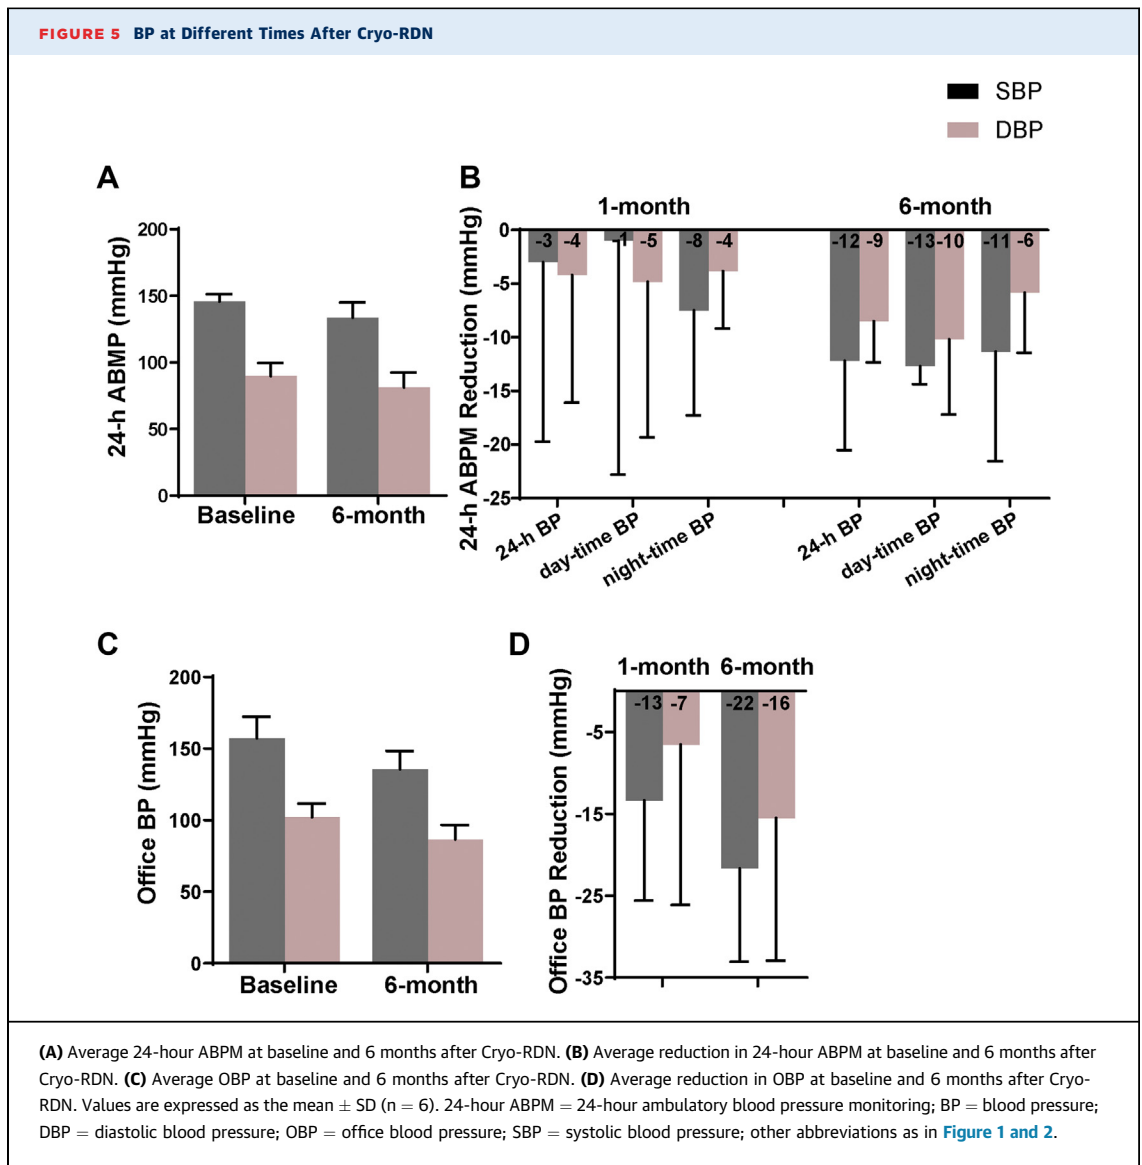 FIGURE 5 BP at Different Times After Cryo-RDN
SBP
DBP
A
24-h ABMP (mmHg)
200
150
100
50
0
Baseline 6-month
B
24-h ABPM Reduction (mmHg)
1-month 6-month
0
-5
-10
-15
-20
-25
-3 -4 -1 -5 -8 -4 -12 -9 -13 -10 -11 -6
24-h BP day-time BP night-time BP 24-h BP day-time BP night-time BP
C
Office BP (mmHg)
200
150
100
50
0
Baseline 6-month
D
Office BP Reduction (mmHg)
1-month 6-month
-5
-15
-25
-35
-13 -7 -22 -16
(A) Average 24-hour ABPM at baseline and 6 months after Cryo-RDN. (B) Average reduction in 24-hour ABPM at baseline and 6 months after
Cryo-RDN. (C) Average OBP at baseline and 6 months after Cryo-RDN. (D) Average reduction in OBP at baseline and 6 months after Cryo-
RDN. Values are expressed as the mean ± SD (n = 6). 24-hour ABPM = 24-hour ambulatory blood pressure monitoring; BP = blood pressure;
DBP = diastolic blood pressure; OBP = office blood pressure; SBP = systolic blood pressure; other abbreviations as in Figure 1 and 2.